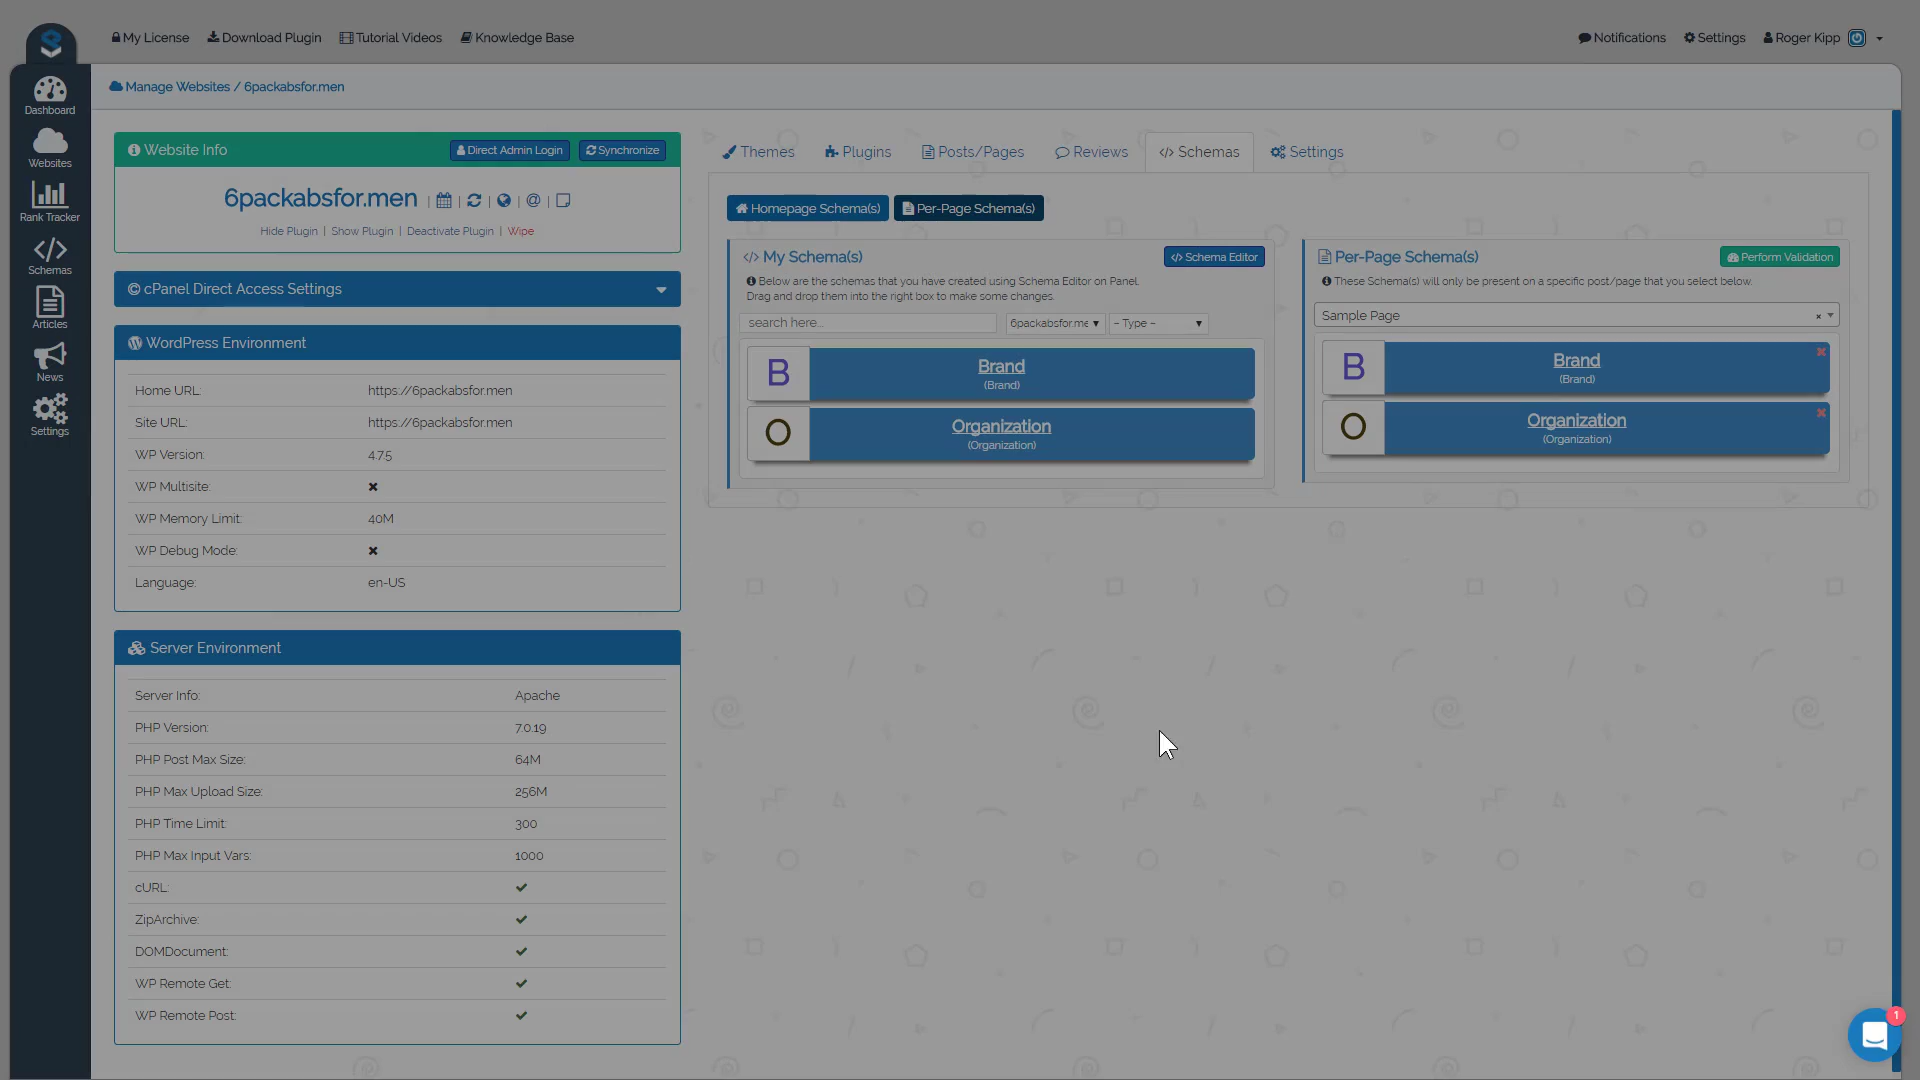 My License
Download Plugin
Tutorial Videos
Knowledge Base
Notifications
Settings
Roger Kipp
Dashboard
Websites
Rank Tracker
Schemas
Articles
News
Settings
Manage Websites / 6packabsfor.men
Website Info
Direct Admin Login
Synchronize
6packabsfor.men
Hide Plugin | Show Plugin | Deactivate Plugin | Wipe
cPanel Direct Access Settings
WordPress Environment
Home URL: https://6packabsfor.men
Site URL: https://6packabsfor.men
WP Version: 4.7.5
WP Multisite:
WP Memory Limit: 40M
WP Debug Mode:
Language: en-US
Server Environment
Server Info: Apache
PHP Version: 7.0.19
PHP Post Max Size: 64M
PHP Max Upload Size: 256M
PHP Time Limit: 300
PHP Max Input Vars: 1000
cURL:
ZipArchive:
DOMDocument:
WP Remote Get:
WP Remote Post:
Themes
Plugins
Posts/Pages
Reviews
Schemas
Settings
Homepage Schema(s)
Per-Page Schema(s)
My Schema(s)
Schema Editor
Below are the schemas that you have created using Schema Editor on Panel.
Drag and drop them into the right box to make some changes.
search here...
6packabsfor.me
- Type -
B
Brand
(Brand)
O
Organization
(Organization)
Per-Page Schema(s)
Perform Validation
These Schema(s) will only be present on a specific post/page that you select below.
Sample Page
B
Brand
(Brand)
O
Organization
(Organization)
1